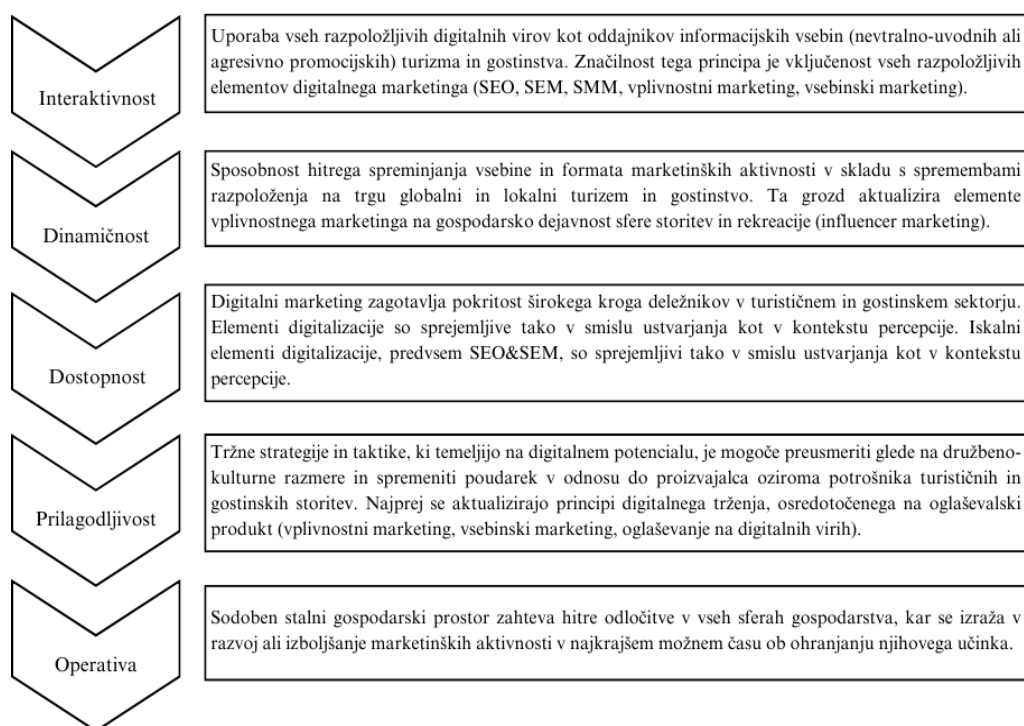 Interaktivnost
Uporaba vseh razpoložljivih digitalnih virov kot oddajnikov informacijskih vsebin (nevtralno-uvodnih ali
agresivno promocijskih) turizma in gostinstva. Značilnost tega principa je vključenost vseh razpoložljivih
elementov digitalnega marketinga (SEO, SEM, SMM, vplivnostni marketing, vsebinski marketing).
Dinamičnost
Sposobnost hitrega spreminjanja vsebine in formata marketinških aktivnosti v skladu s spremembami
razpoloženja na trgu globalni in lokalni turizem in gostinstvo. Ta grozd aktualizira elemente
vplivnostnega marketinga na gospodarsko dejavnost sfere storitev in rekreacije (influencer marketing).
Dostopnost
Digitalni marketing zagotavlja pokritost širokega kroga deležnikov v turističnem in gostinskem sektorju.
Elementi digitalizacije so sprejemljive tako v smislu ustvarjanja kot v kontekstu percepcije. Iskalni
elementi digitalizacije, predvsem SEO&SEM, so sprejemljivi tako v smislu ustvarjanja kot v kontekstu
percepcije.
Prilagodljivost
Tržne strategije in taktike, ki temeljijo na digitalnem potencialu, je mogoče preusmeriti glede na družbeno-
kulturne razmere in spremeniti poudarek v odnosu do proizvajalca oziroma potrošnika turističnih in
gostinskih storitev. Najprej se aktualizirajo principi digitalnega trženja, osredotočenega na oglaševalski
produkt (vplivnostni marketing, vsebinski marketing, oglaševanje na digitalnih virih).
Operativa
Sodoben stalni gospodarski prostor zahteva hitre odločitve v vseh sferah gospodarstva, kar se izraža v
razvoj ali izboljšanje marketinških aktivnosti v najkrajšem možnem času ob ohranjanju njihovega učinka.